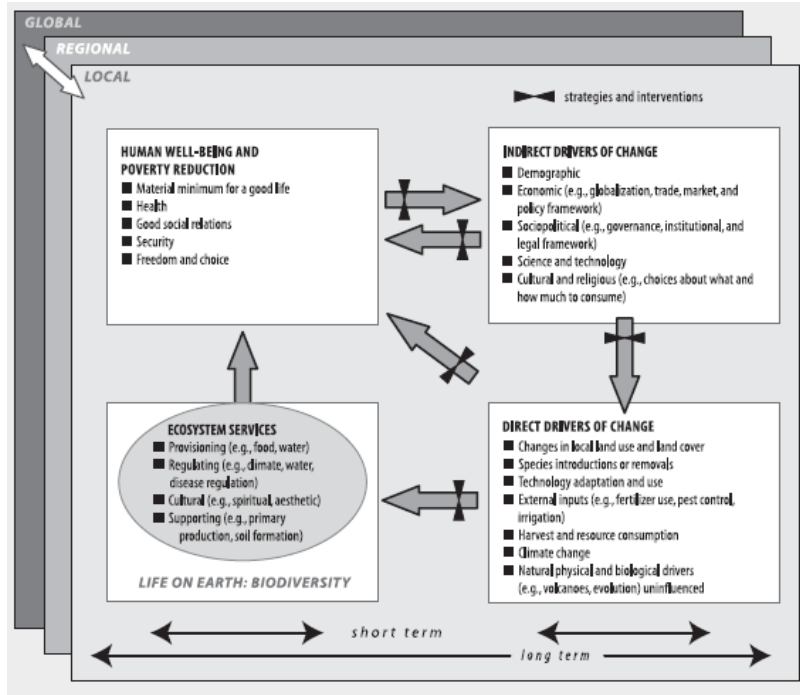 GLOBAL
REGIONAL
LOCAL
strategies and interventions
HUMAN WELL-BEING AND
POVERTY REDUCTION
Material minimum for a good life
Health
Good social relations
Security
Freedom and choice
INDIRECT DRIVERS OF CHANGE
Demographic
Economic (e.g., globalization, trade, market, and
policy framework)
Sociopolitical (e.g., governance, institutional, and
legal framework)
Science and technology
Cultural and religious (e.g., choices about what and
how much to consume)
ECOSYSTEM SERVICES
Provisioning (e.g., food, water)
Regulating (e.g., climate, water,
disease regulation)
Cultural (e.g., spiritual, aesthetic)
Supporting (e.g., primary
production, soil formation)
LIFE ON EARTH: BIODIVERSITY
DIRECT DRIVERS OF CHANGE
Changes in local land use and land cover
Species introductions or removals
Technology adaptation and use
External inputs (e.g., fertilizer use, pest control,
irrigation)
Harvest and resource consumption
Climate change
Natural physical and biological drivers
(e.g., volcanoes, evolution) uninfluenced
short term
long term